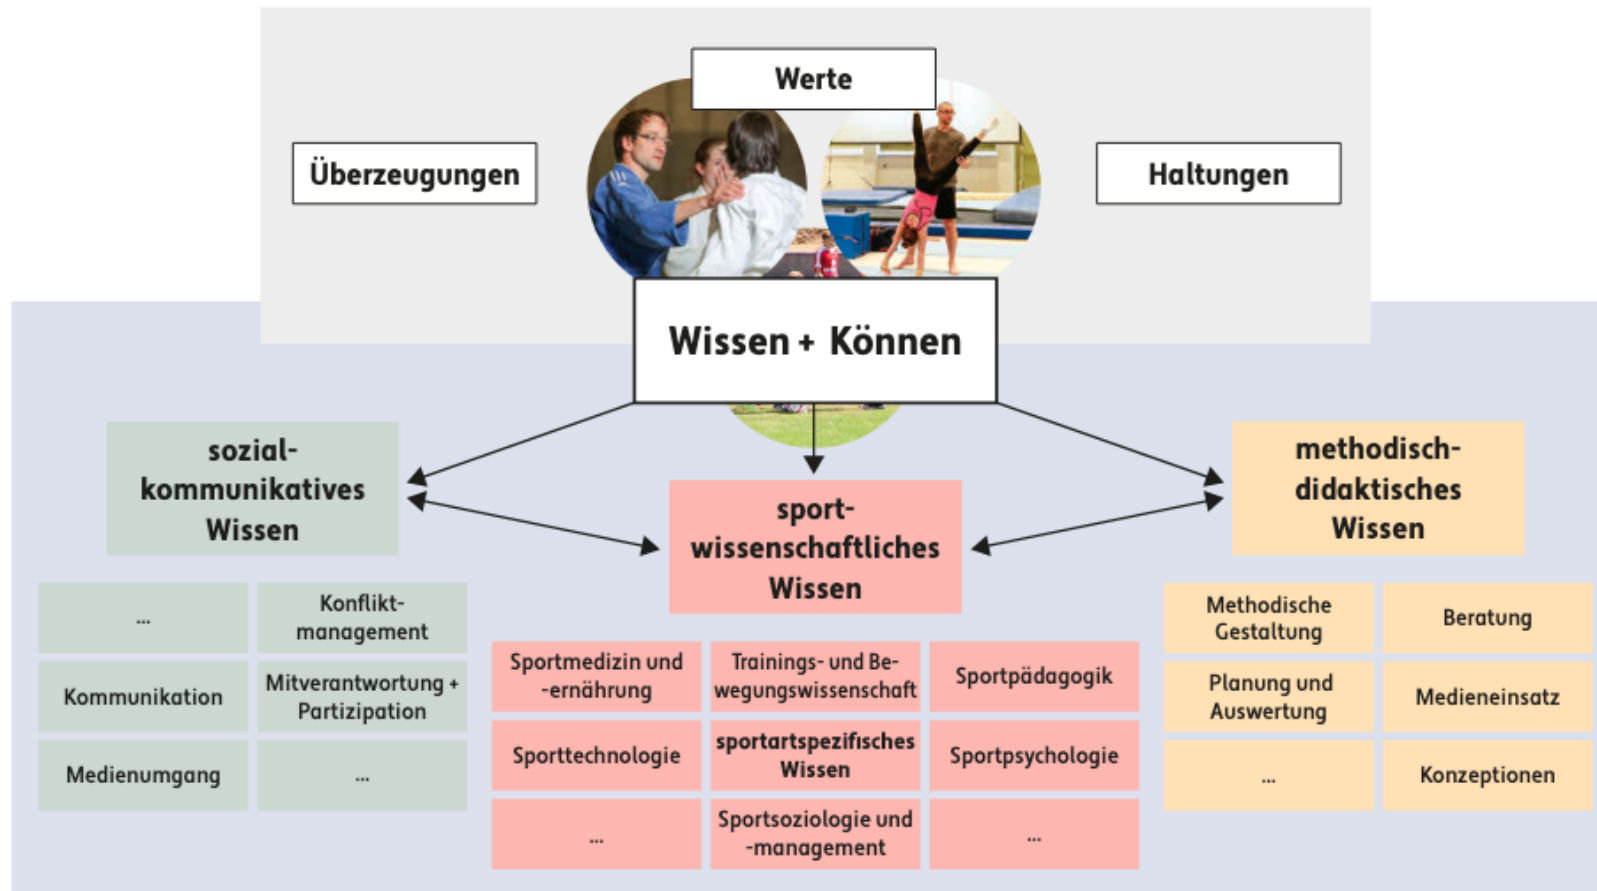 Werte
Überzeugungen
Haltungen
Wissen + Können
sozial-
kommunikatives
Wissen
sport-
wissenschaftliches
Wissen
methodisch-
didaktisches
Wissen
...
Konflikt-
management
Kommunikation
Mitverantwortung +
Partizipation
Medienumgang
...
Sportmedizin und
-ernährung
Trainings- und Be-
wegungswissenschaft
Sportpädagogik
Sporttechnologie
sportartspezifisches
Wissen
Sportpsychologie
...
Sportsoziologie und
-management
...
Methodische
Gestaltung
Beratung
Planung und
Auswertung
Medieneinsatz
...
Konzeptionen